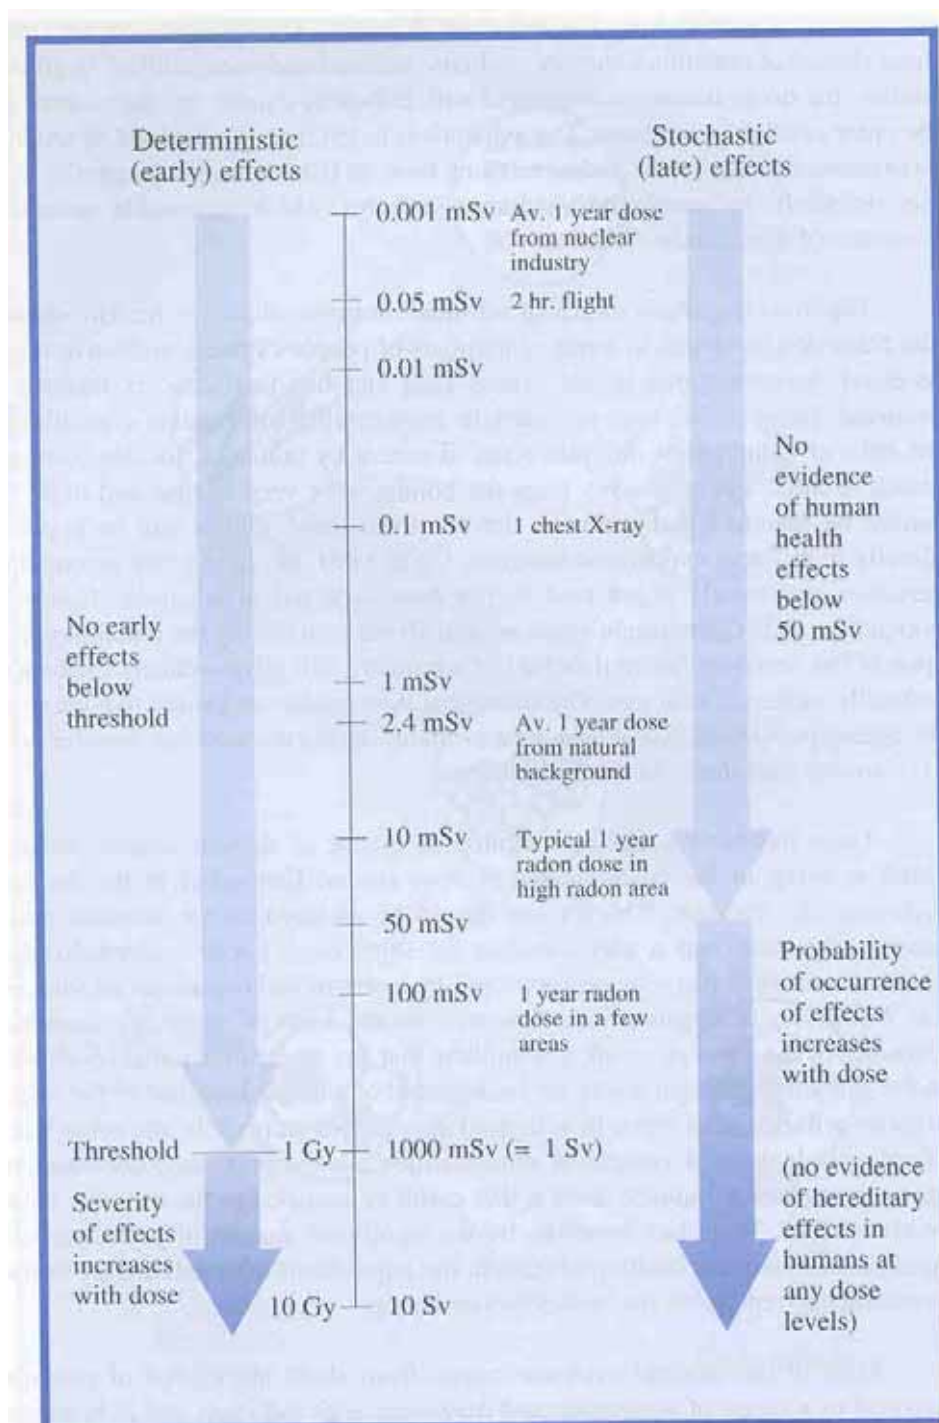 Deterministic
(early) effects
Stochastic
(late) effects
0.001 mSv
Av. 1 year dose
from nuclear
industry
0.05 mSv
2 hr. flight
0.01 mSv
No
evidence
of human
health
effects
below
50 mSv
0.1 mSv
1 chest X-ray
No early
effects
below
threshold
1 mSv
2.4 mSv
Av. 1 year dose
from natural
background
10 mSv
Typical 1 year
radon dose in
high radon area
50 mSv
Probability
of occurrence
of effects
increases
with dose
100 mSv
1 year radon
dose in a few
areas
Threshold
1 Gy
1000 mSv (= 1 Sv)
Severity
of effects
increases
with dose
(no evidence
of hereditary
effects in
humans at
any dose
levels)
10 Gy
10 Sv